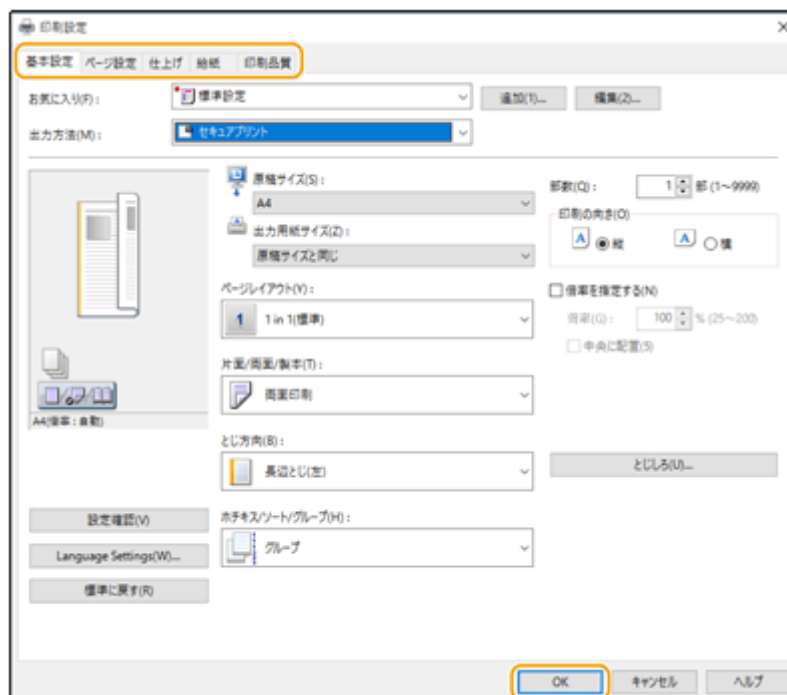 印刷設定
基本設定 ページ設定 仕上げ 給紙 印刷品質
お気に入り(F): 標準設定 追加(1)... 編集(2)...
出力方法(M): セキュアプリント
原稿サイズ(S):
A4
出力用紙サイズ(Z):
原稿サイズと同じ
ページレイアウト(Y):
1 1 in 1(標準)
片面/両面/製本(T):
両面印刷
とじ方向(B):
長辺とじ(左)
ホチキス/ソート/グループ(H):
グループ
部数(Q): 1 部 (1~9999)
印刷の向き(O)
A 縦 A 横
倍率を指定する(N)
倍率(G): 100 % (25~200)
中央に配置(5)
とじしろ(U)...
A4(倍率:自動)
設定確認(V)
Language Settings(W)...
標準に戻す(R)
OK キャンセル ヘルプ